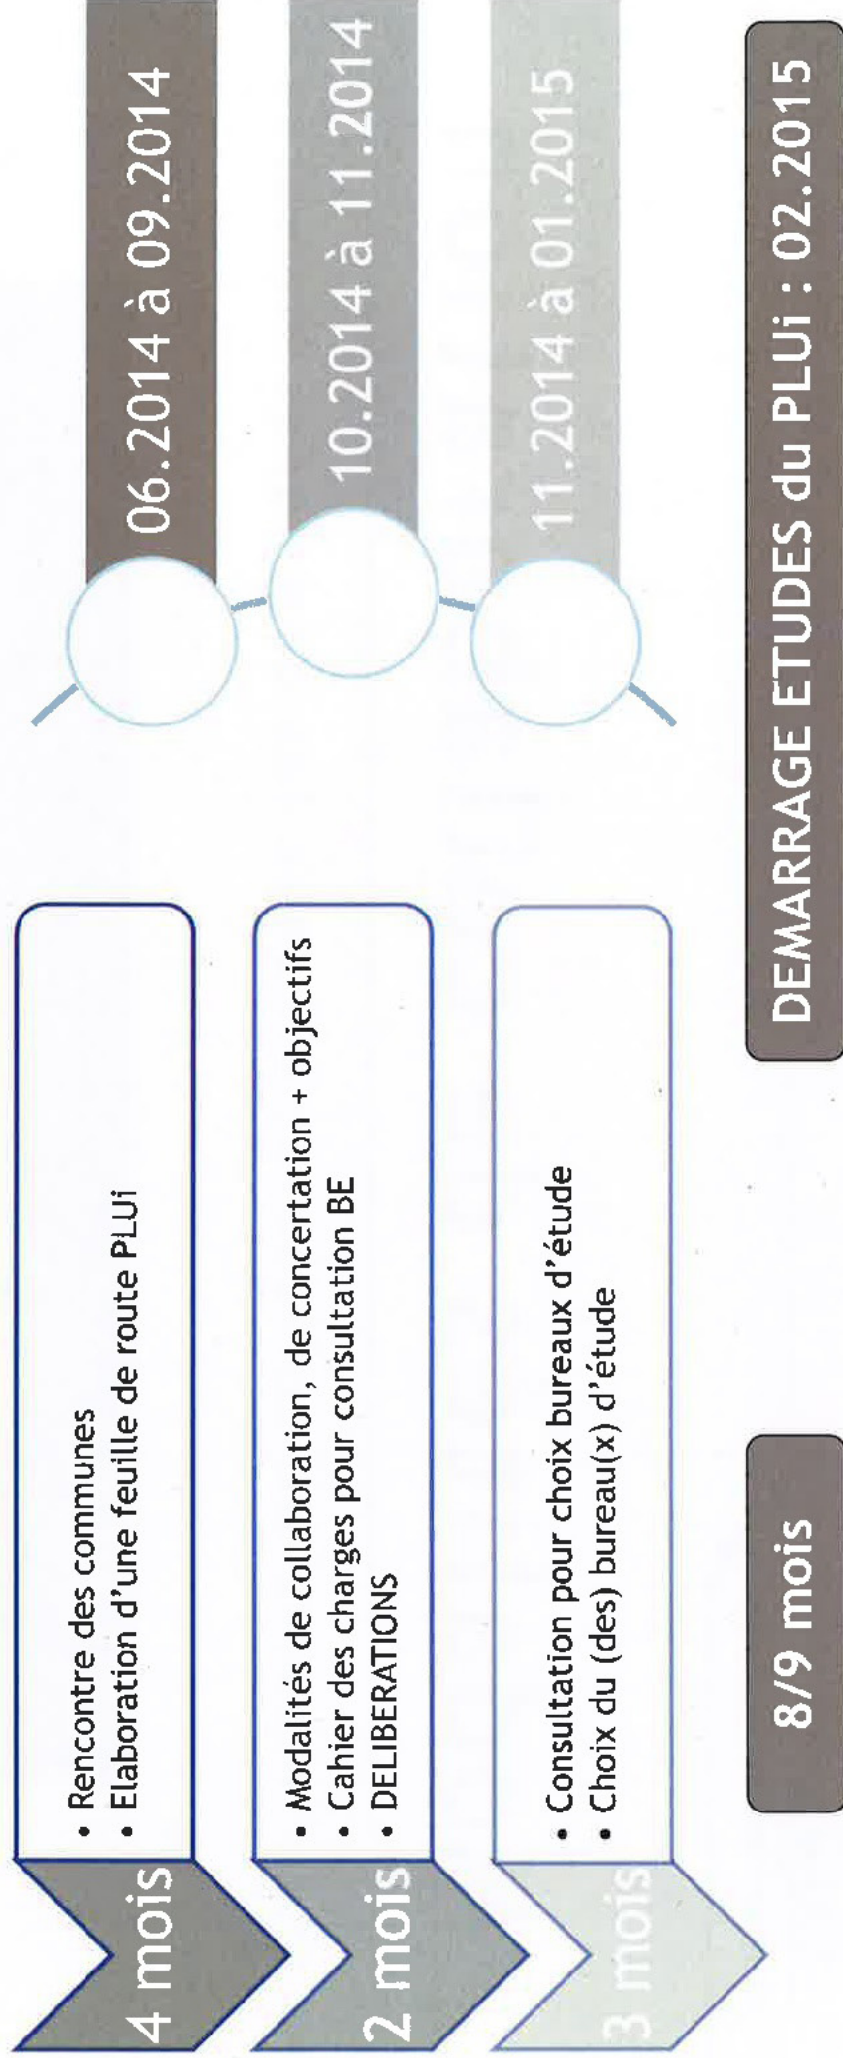 4 mois
• Rencontre des communes
• Elaboration d'une feuille de route PLUi
06.2014 à 09.2014
2 mois
• Modalités de collaboration, de concertation + objectifs
• Cahier des charges pour consultation BE
• DELIBERATIONS
10.2014 à 11.2014
3 mois
• Consultation pour choix bureaux d'étude
• Choix du (des) bureau(x) d'étude
11.2014 à 01.2015
8/9 mois
DEMARRAGE ETUDES du PLUi : 02.2015